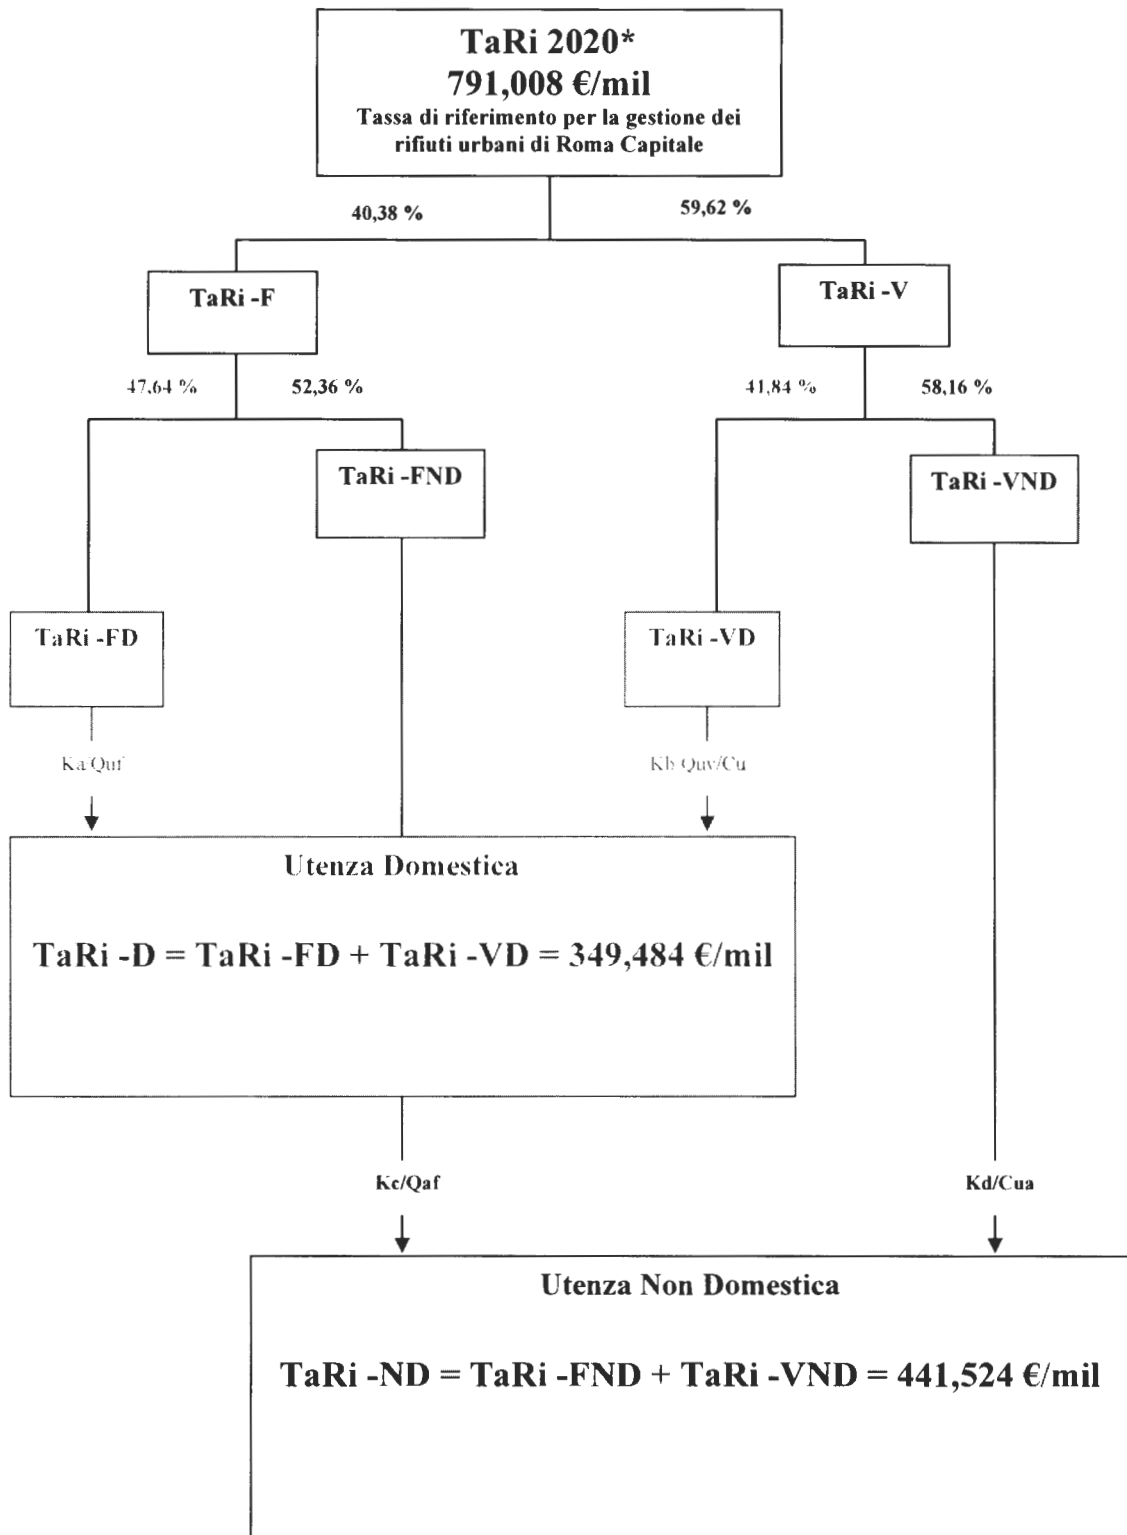 TaRi 2020*
791,008 €/mil
Tassa di riferimento per la gestione dei
rifiuti urbani di Roma Capitale
40,38 %
59,62 %
TaRi -F
TaRi -V
47,64 %
52,36 %
41,84 %
58,16 %
TaRi -FND
TaRi -VND
TaRi -FD
TaRi -VD
Ka Quf
Kb Quv/Cu
Utenza Domestica
TaRi -D = TaRi -FD + TaRi -VD = 349,484 €/mil
Kc/Qaf
Kd/Cua
Utenza Non Domestica
TaRi -ND = TaRi -FND + TaRi -VND = 441,524 €/mil